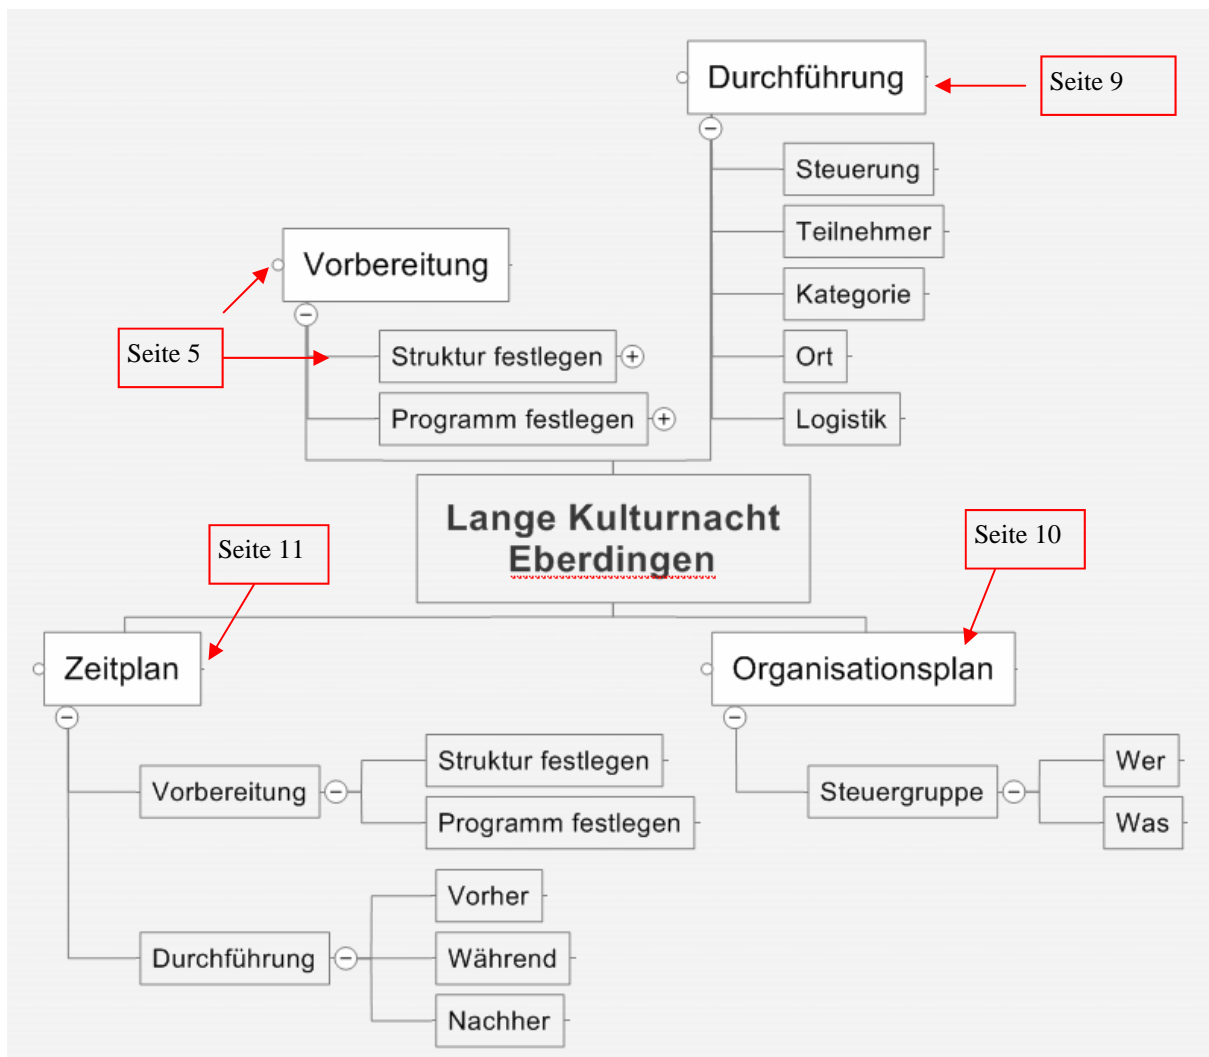 Durchführung
Seite 9
Steuerung
Teilnehmer
Kategorie
Ort
Logistik
Vorbereitung
Seite 5
Struktur festlegen
Programm festlegen
Lange Kulturnacht
Eberdingen
Seite 11
Seite 10
Zeitplan
Vorbereitung
Struktur festlegen
Programm festlegen
Durchführung
Vorher
Während
Nachher
Organisationsplan
Steuergruppe
Wer
Was